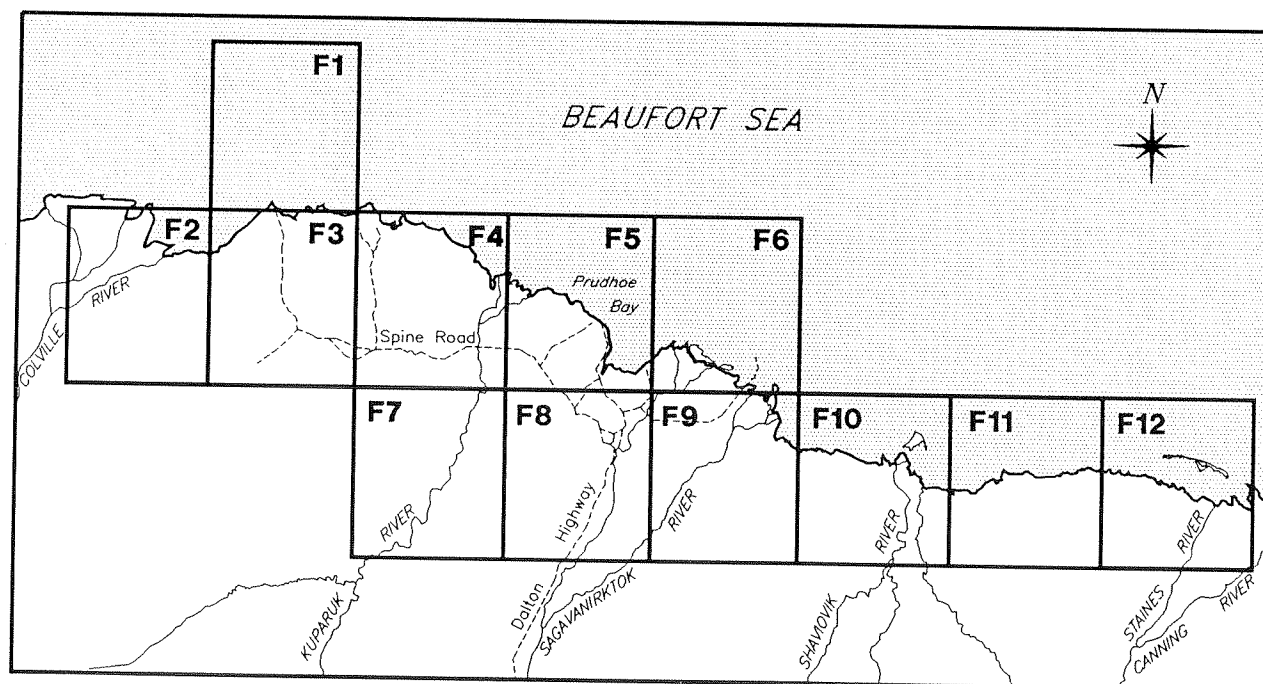 F1
BEAUFORT SEA
N
F2
F3
F4
F5
F6
Prudhoe
Bay
RIVER
COLVILLE
Spine Road
F7
F8
F9
F10
F11
F12
RIVER
KUPARUK
Highway
Dalton
RIVER
SAGAVANIRKTOK
RIVER
SHAVIOVIK
RIVER
STAINES
RIVER
CANNING